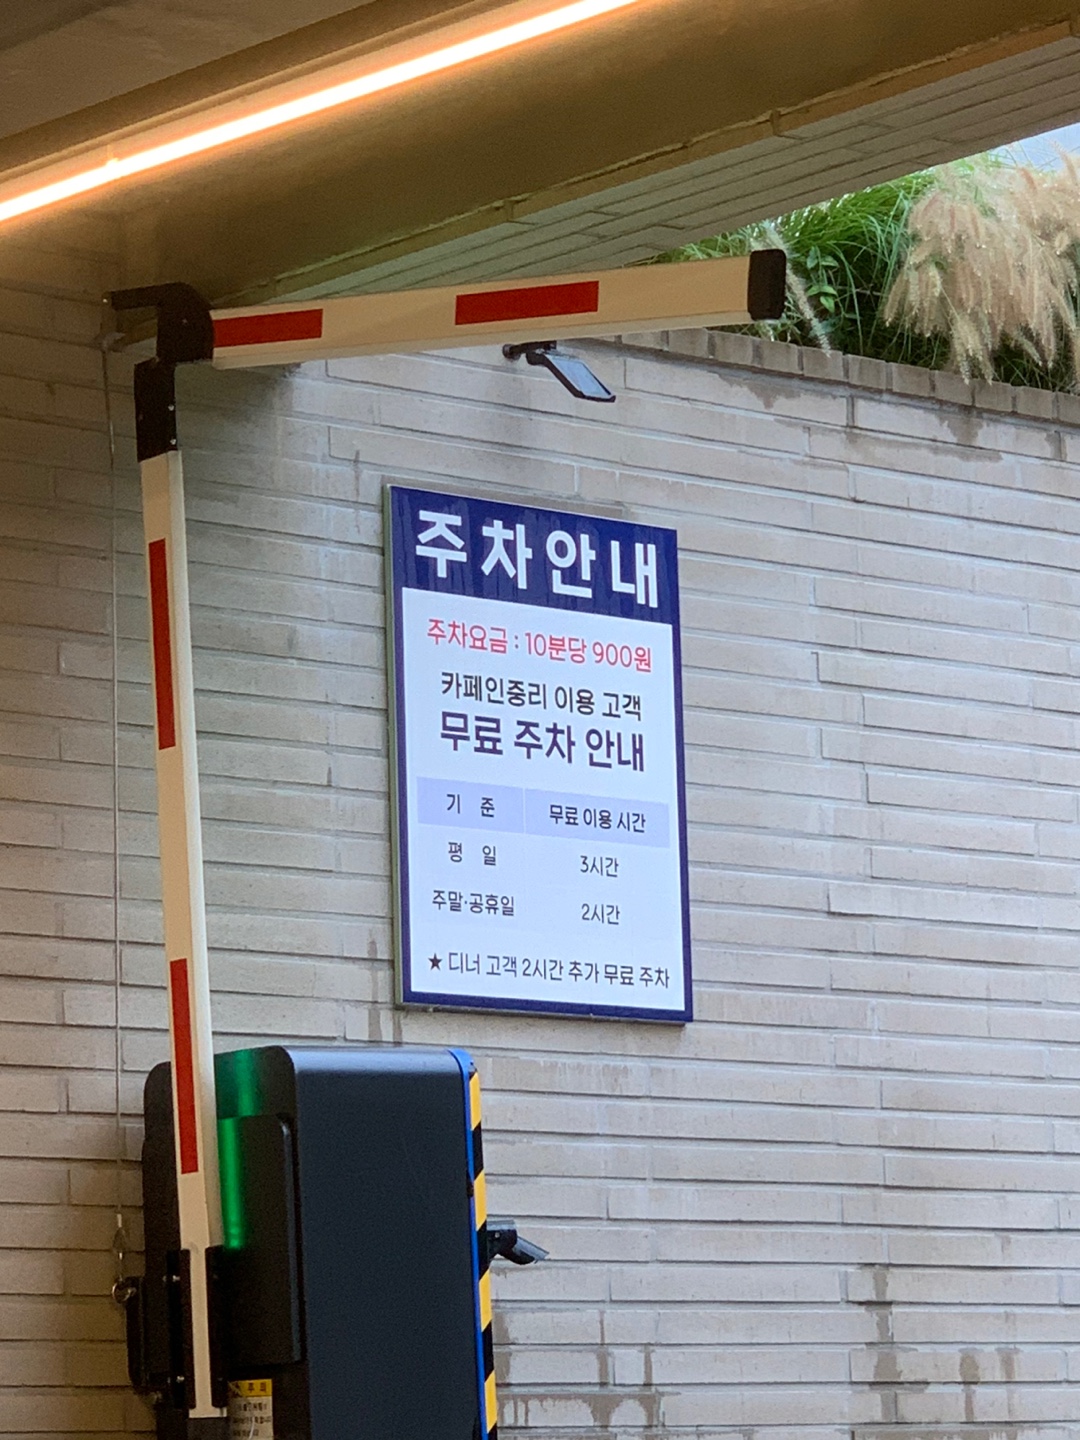 주차안내
주차요금 : 10분당 900원
카페인중리 이용 고객
무료 주차 안내
기 준 무료 이용 시간
평 일 3시간
주말·공휴일 2시간
★ 디너 고객 2시간 추가 무료 주차
주 의